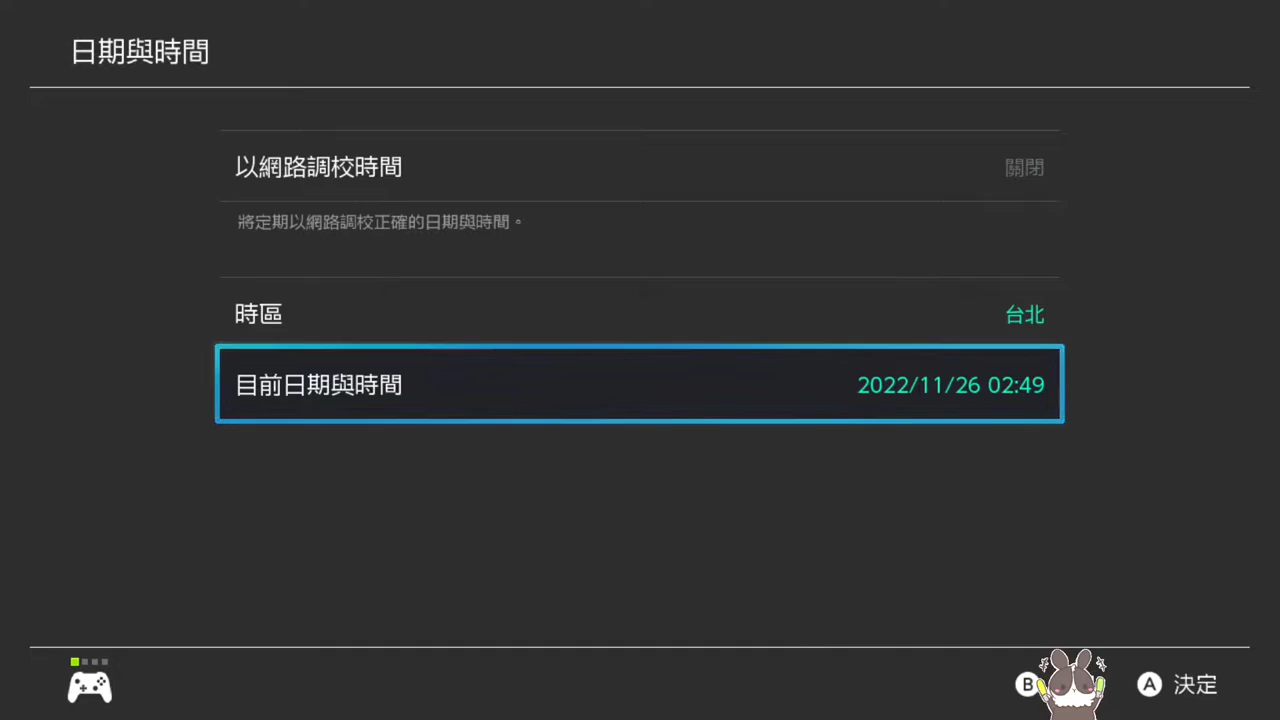 日期與時間
以網路調校時間 關閉
將定期以網路調校正確的日期與時間。
時區 台北
目前日期與時間 2022/11/26 02:49
B A 決定